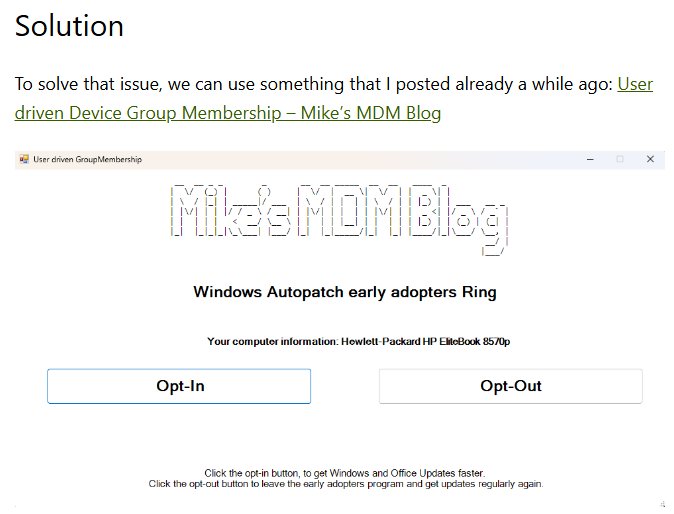 Solution
To solve that issue, we can use something that I posted already a while ago: User
driven Device Group Membership – Mike’s MDM Blog
User driven GroupMembership
Mike's MDM Blog
Windows Autopatch early adopters Ring
Your computer information: Hewlett-Packard HP EliteBook 8570p
Opt-In
Opt-Out
Click the opt-in button, to get Windows and Office Updates faster.
Click the opt-out button to leave the early adopters program and get updates regularly again.